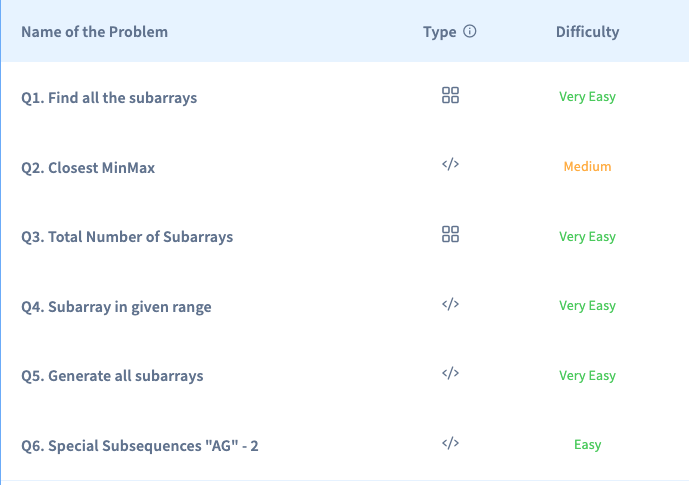 Name of the Problem Type Difficulty
Q1. Find all the subarrays Very Easy
Q2. Closest MinMax </> Medium
Q3. Total Number of Subarrays Very Easy
Q4. Subarray in given range </> Very Easy
Q5. Generate all subarrays </> Very Easy
Q6. Special Subsequences "AG" - 2 </> Easy